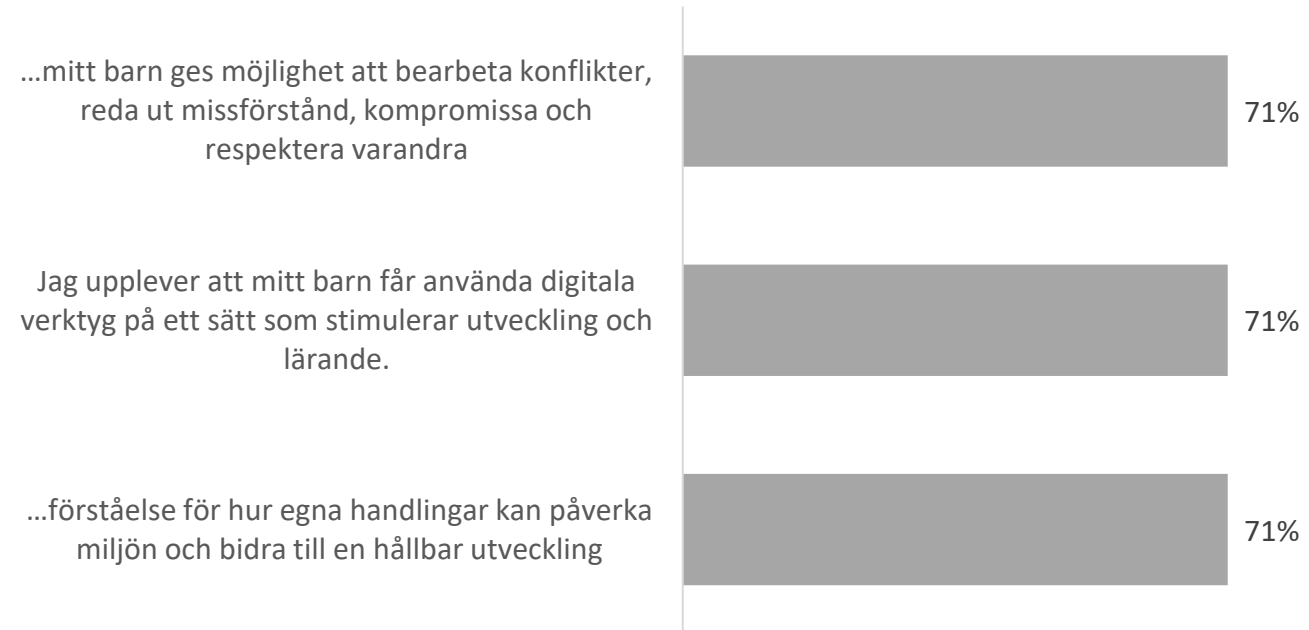 ...mitt barn ges möjlighet att bearbeta konflikter,
reda ut missförstånd, kompromissa och
respektera varandra
71%
Jag upplever att mitt barn får använda digitala
verktyg på ett sätt som stimulerar utveckling och
lärande.
71%
...förståelse för hur egna handlingar kan påverka
miljön och bidra till en hållbar utveckling
71%